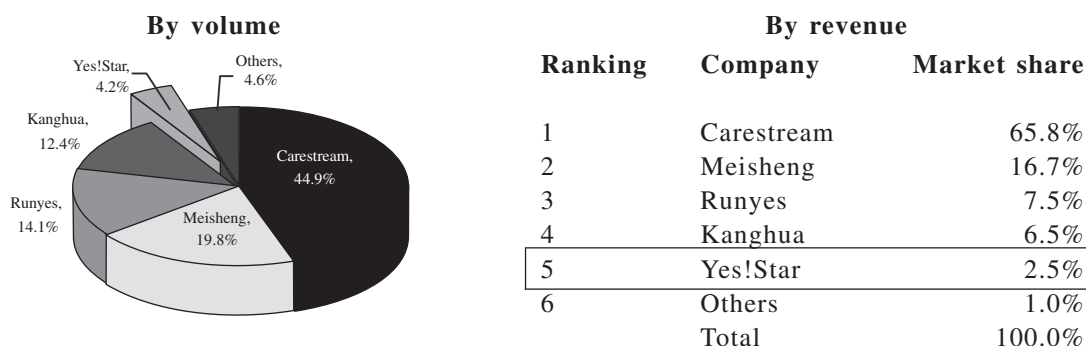 By volume
Yes!Star,
4.2%
Others,
4.6%
Kanghua,
12.4%
Carestream,
44.9%
Runyes,
14.1%
Meisheng,
19.8%
By revenue
Ranking Company Market share
1 Carestream 65.8%
2 Meisheng 16.7%
3 Runyes 7.5%
4 Kanghua 6.5%
5 Yes!Star 2.5%
6 Others 1.0%
Total 100.0%